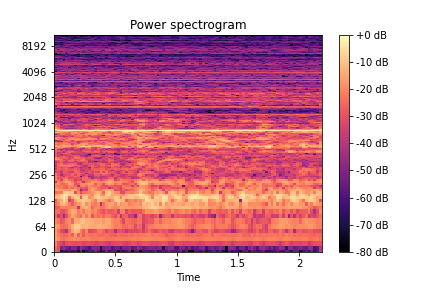 Power spectrogram
8192
4096
2048
1024
512
256
128
64
0
Hz
0
0.5
1
1.5
2
Time
+0 dB
-10 dB
-20 dB
-30 dB
-40 dB
-50 dB
-60 dB
-70 dB
-80 dB